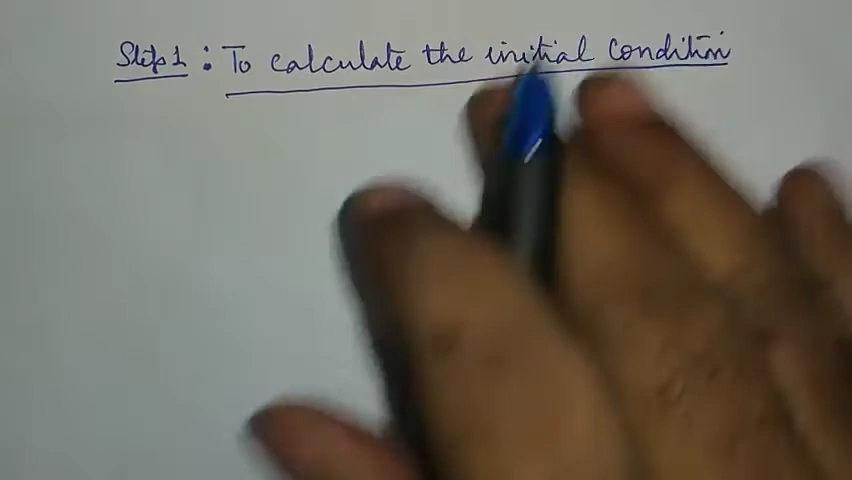 Step 1 : To calculate the initial condition